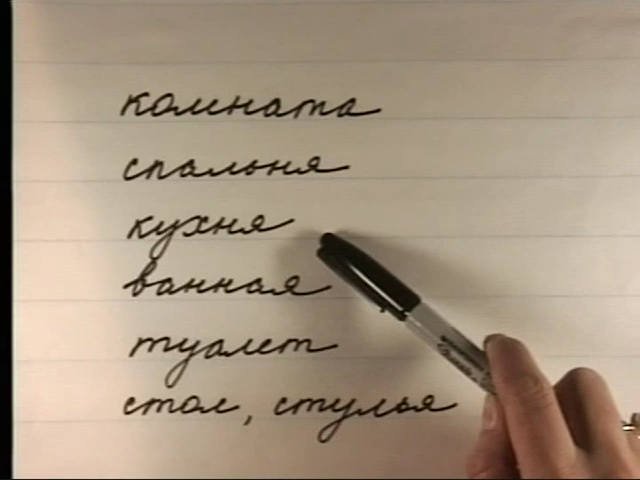 комната
спальня
кухня
ванная
туалет
стол, стулья